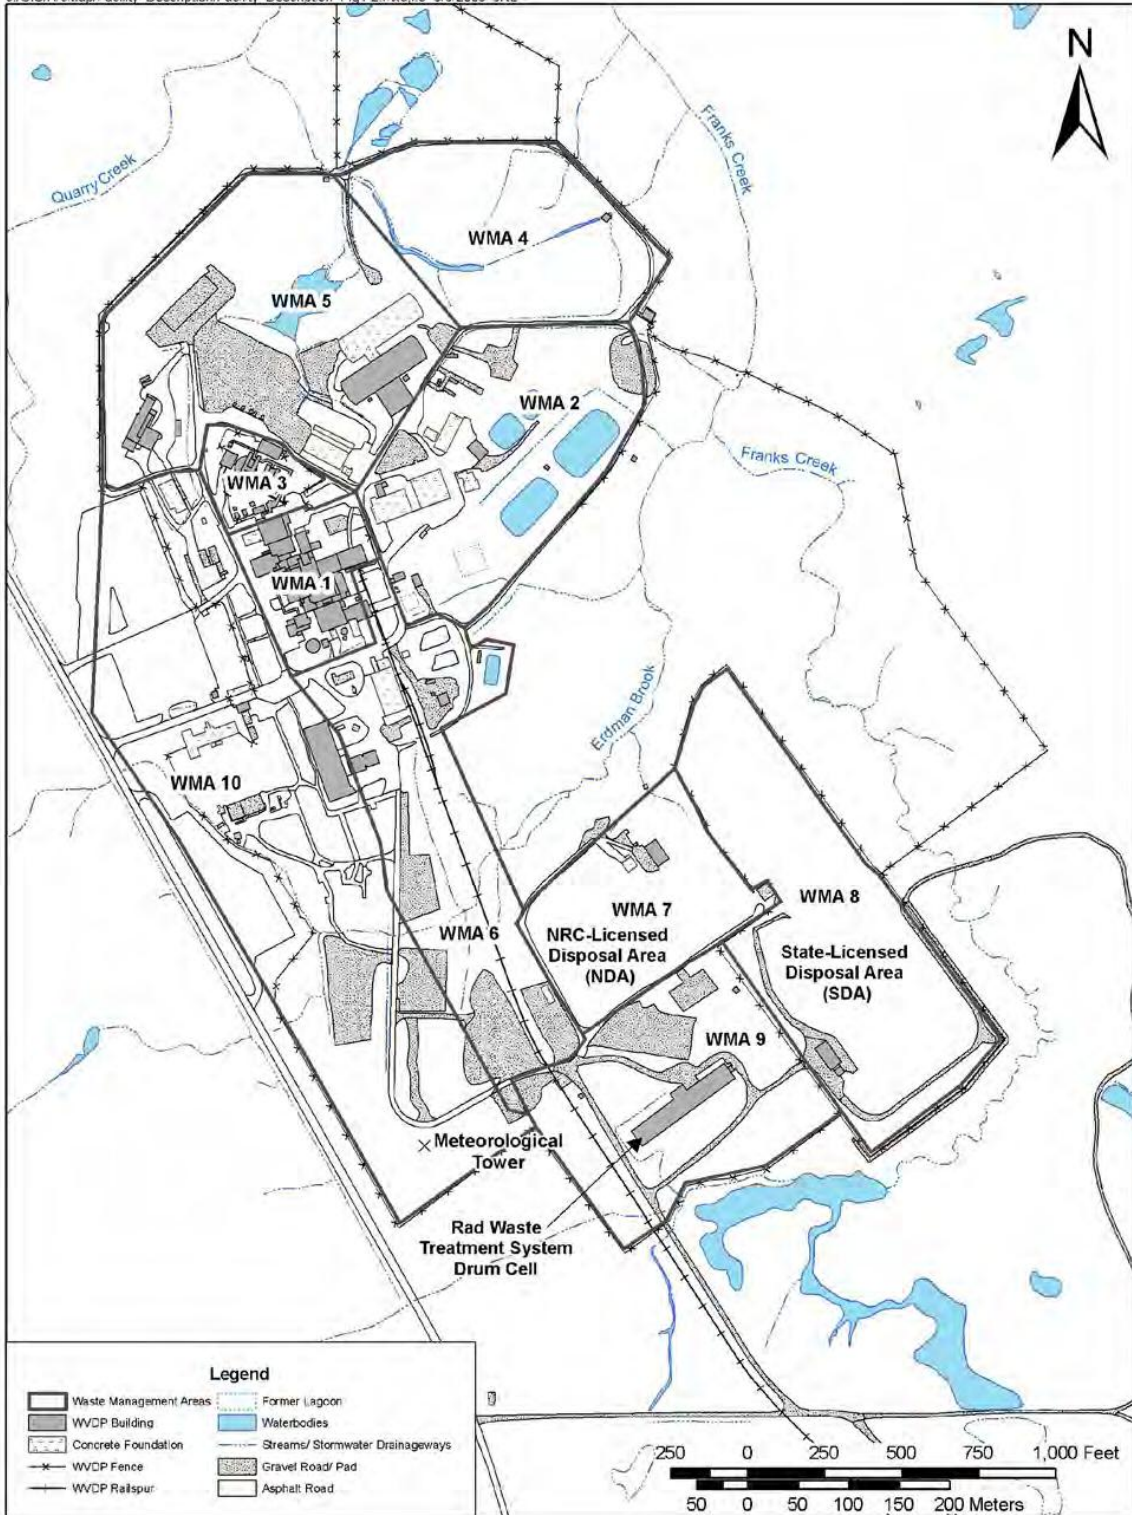 N
Franks Creek
Quarry Creek
WMA 4
WMA 5
WMA 2
Franks Creek
WMA 3
WMA 1
Erdman Brook
WMA 10
WMA 8
WMA 7
NRC-Licensed
Disposal Area
(NDA)
WMA 6
State-Licensed
Disposal Area
(SDA)
WMA 9
Meteorological
Tower
Rad Waste
Treatment System
Drum Cell
Legend
Waste Management Areas
Former Lagoon
WVDP Building
Waterbodies
Concrete Foundation
Streams/ Stormwater Drainageways
WVDP Fence
Gravel Road/ Pad
WVDP Railspur
Asphalt Road
250 0 250 500 750 1,000 Feet
50 0 50 100 150 200 Meters